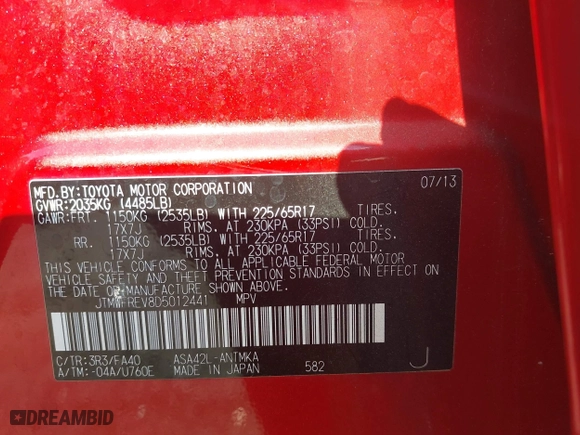 MFD.BY:TOYOTA MOTOR CORPORATION 07/13
GVWR:2035KG (4485LB)
GAWR:FRT. 1150KG (2535LB) WITH 225/65R17 TIRES.
17X7J RIMS. AT 230KPA (33PSI) COLD.
RR. 1150KG (2535LB) WITH 225/65R17 TIRES.
17X7J RIMS. AT 230KPA (33PSI) COLD.
THIS VEHICLE CONFORMS TO ALL APPLICABLE FEDERAL MOTOR
VEHICLE SAFETY AND THEFT PREVENTION STANDARDS IN EFFECT
ON THE DATE OF MANUFACTURE SHOWN ABOVE.
JTMWFREV8D5012441 MPV
C/TR:3R3/FA40 ASA42L-ANTMKA
A/TM:-04A/U760E MADE IN JAPAN 582 J
DREAMBID